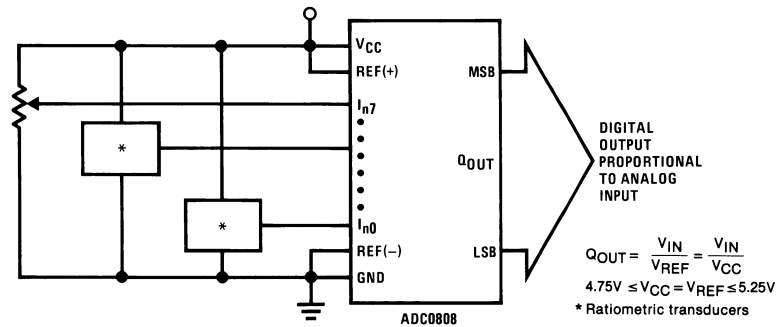 VCC
REF(+)
MSB
In7
*
QOUT
DIGITAL
OUTPUT
PROPORTIONAL
TO ANALOG
INPUT
*
In0
REF(−)
LSB
GND
QOUT = VIN/VREF = VIN/VCC
4.75V ≤ VCC = VREF ≤ 5.25V
* Ratiometric transducers
ADC0808